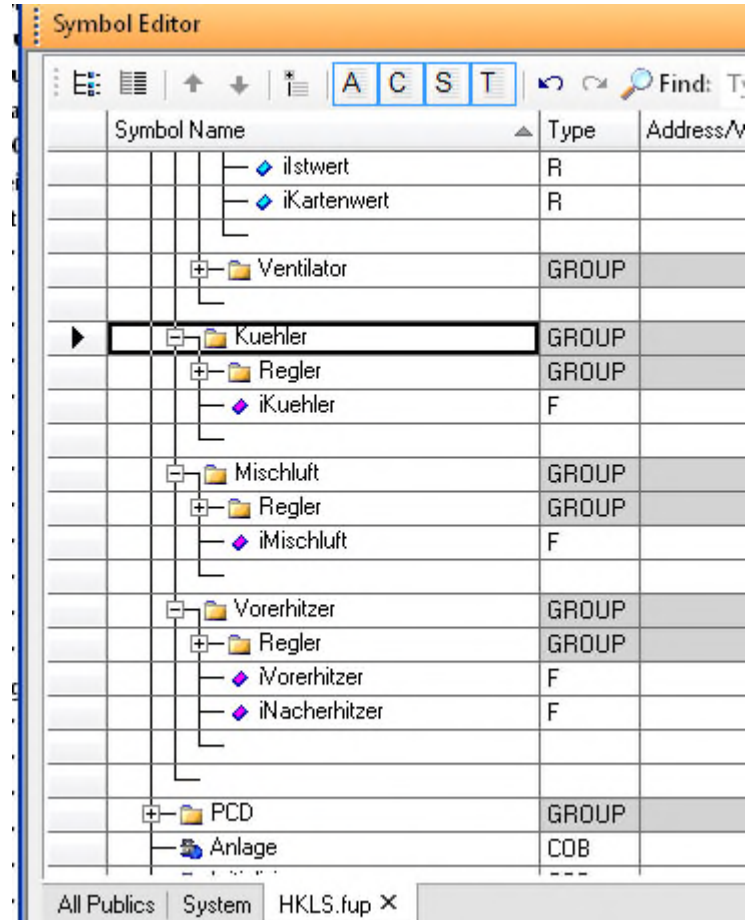 Symbol Editor
A C S T Find: Ty
Symbol Name Type Address/V
iIstwert R
iKartenwert R
Ventilator GROUP
Kuehler GROUP
Regler GROUP
iKuehler F
Mischluft GROUP
Regler GROUP
iMischluft F
Vorerhitzer GROUP
Regler GROUP
iVorerhitzer F
iNacherhitzer F
PCD GROUP
Anlage COB
All Publics System HKLS.fup